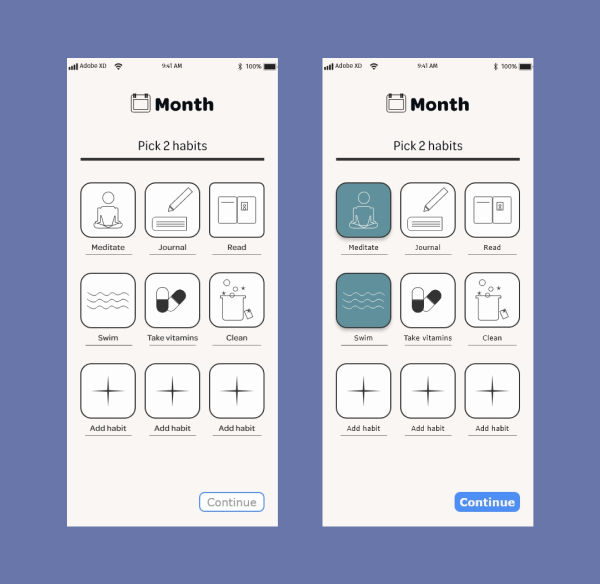 Adobe XD 9:41 AM 100%
Month
Pick 2 habits
Meditate Journal Read
Swim Take vitamins Clean
Add habit Add habit Add habit
Continue
Adobe XD 9:41 AM 100%
Month
Pick 2 habits
Meditate Journal Read
Swim Take vitamins Clean
Add habit Add habit Add habit
Continue